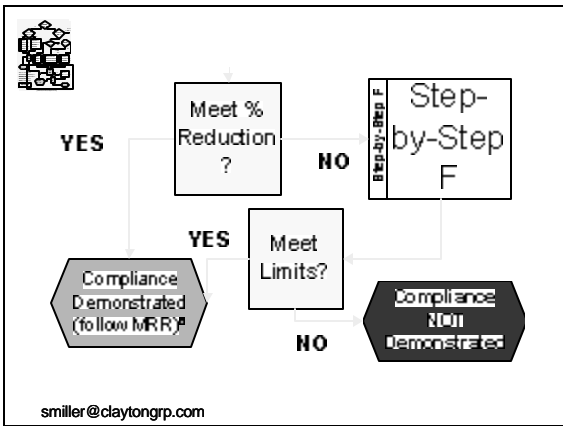 Meet %
Reduction
?
YES
NO
Step-by-Step F
Step-
by-Step
F
YES
Meet
Limits?
Compliance
Demonstrated
(follow MRR)
NO
Compliance
NOT
Demonstrated
smiller@claytongrp.com